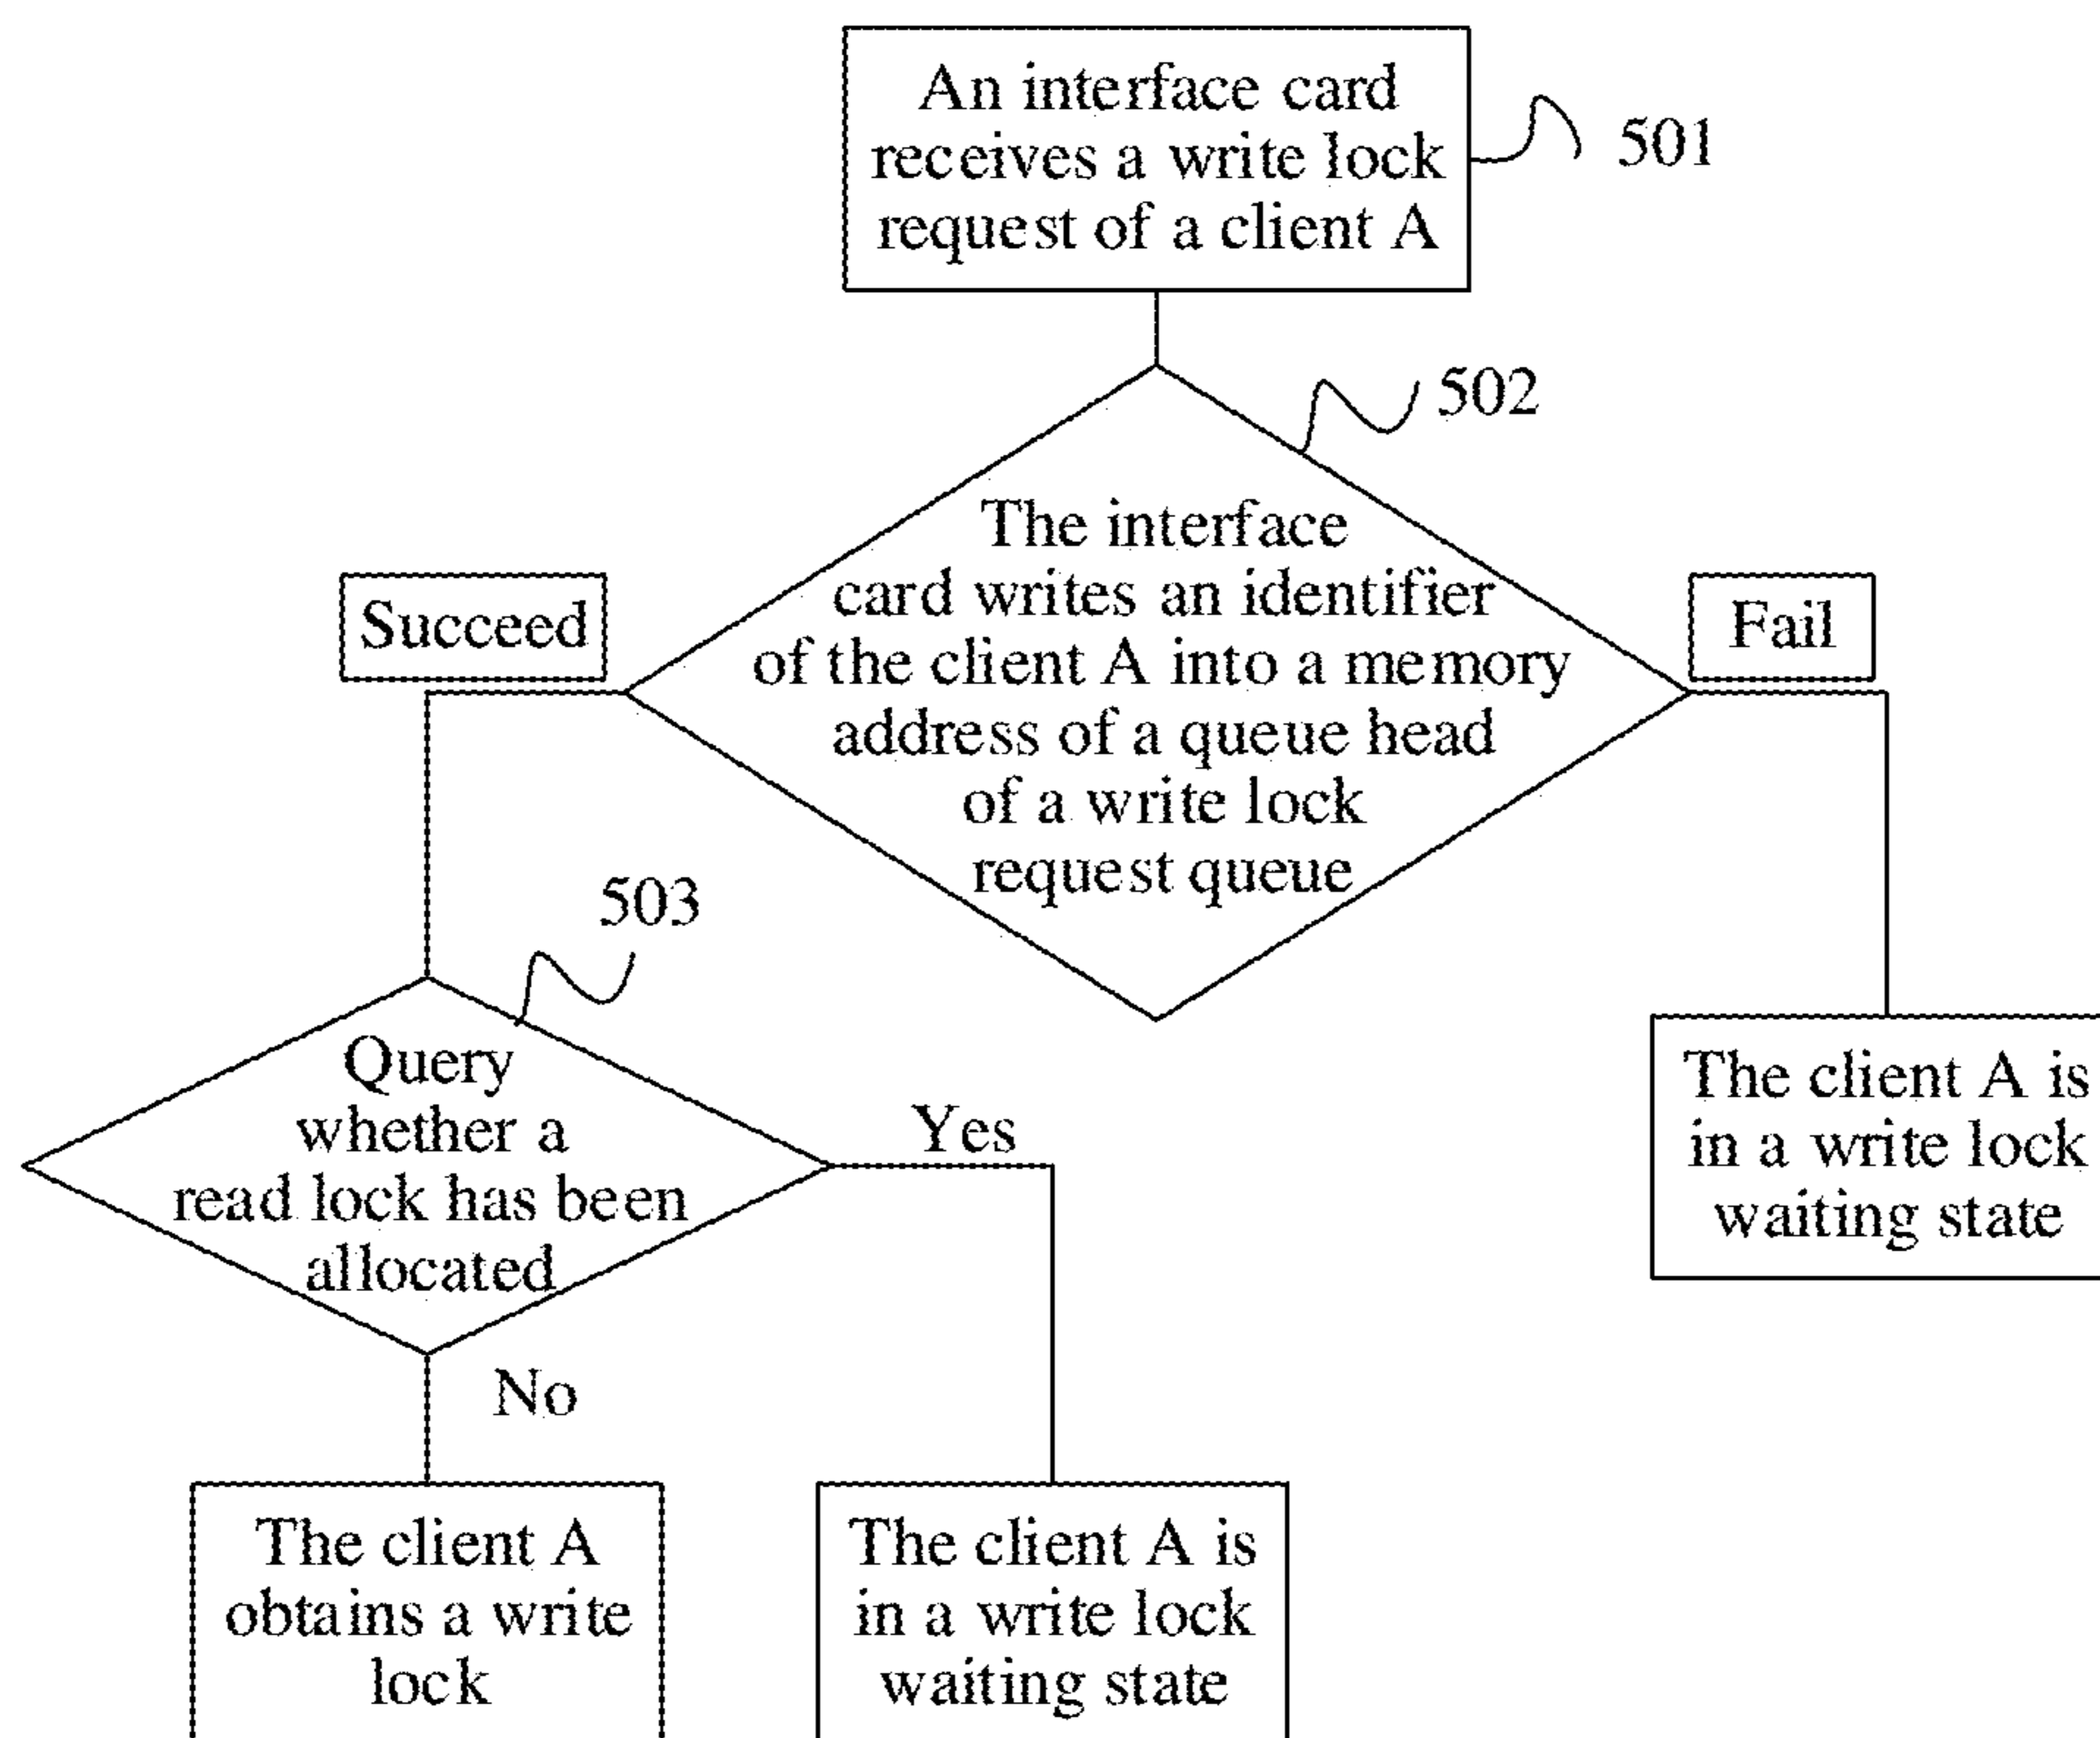 An interface card
receives a write lock
request of a client A
501
502
The interface
card writes an identifier
of the client A into a memory
address of a queue head
of a write lock
request queue
Succeed
Fail
503
Query
whether a
read lock has been
allocated
Yes
No
The client A is
in a write lock
waiting state
The client A
obtains a write
lock
The client A is
in a write lock
waiting state